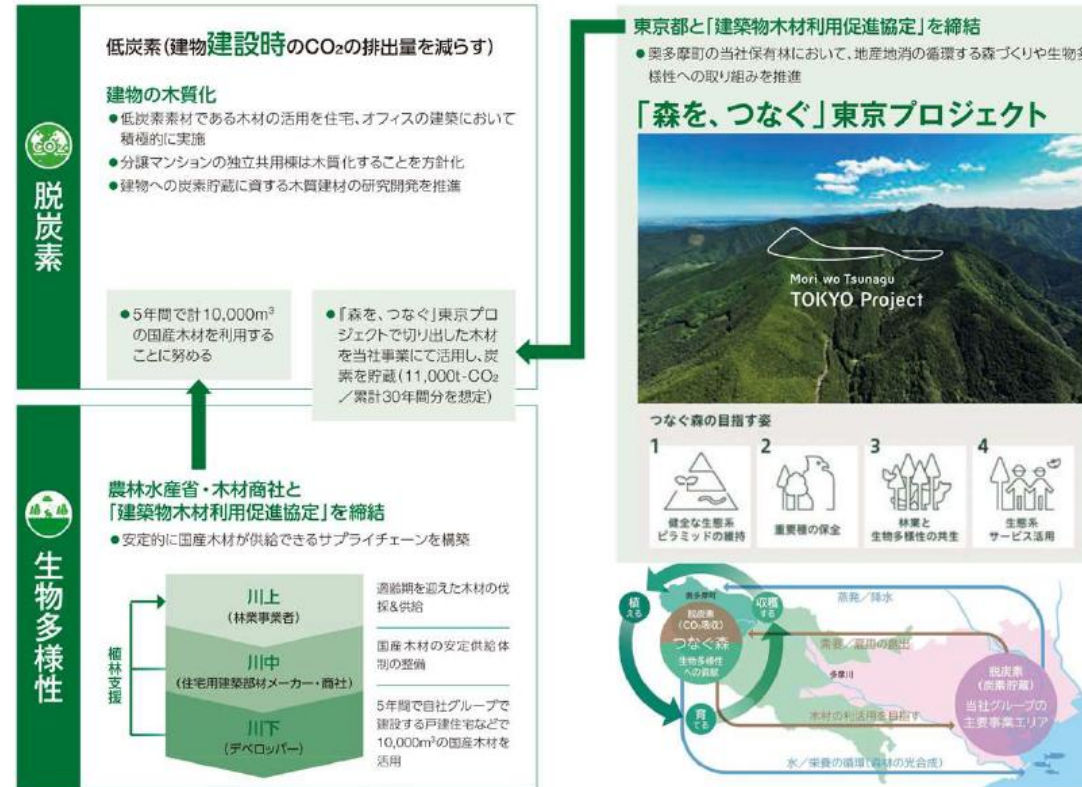 脱炭素
低炭素(建物建設時のCO2の排出量を減らす)
建物の木質化
●低炭素素材である木材の活用を住宅、オフィスの建築において
積極的に実施
●分譲マンションの独立共用棟は木質化することを方針化
●建物への炭素貯蔵に資する木質建材の研究開発を推進
●5年間で計10,000m³
の国産木材を利用する
ことに努める
●「森を、つなぐ」東京プロ
ジェクトで切り出した木材
を当社事業にて活用し、炭
素を貯蔵(11,000t-CO2
/累計30年間分を想定)
生物多様性
農林水産省・木材商社と
「建築物木材利用促進協定」を締結
●安定的に国産木材が供給できるサプライチェーンを構築
植林支援
川上
(林業事業者)
適齢期を迎えた木材の伐
採&供給
川中
(住宅用建築部材メーカー・商社)
国産木材の安定供給体
制の整備
川下
(デベロッパー)
5年間で自社グループで
建設する戸建住宅などで
10,000m³の国産木材を
活用
東京都と「建築物木材利用促進協定」を締結
●奥多摩町の当社保有林において、地産地消の循環する森づくりや生物多
様性への取り組みを推進
「森を、つなぐ」東京プロジェクト
Mori wo Tsunagu
TOKYO Project
つなぐ森の目指す姿
1
健全な生態系
ピラミッドの維持
2
重要種の保全
3
林業と
生物多様性の共生
4
生態系
サービス活用
植える
収穫する
育てる
奥多摩町
脱炭素
(CO2吸収)
つなぐ森
生物多様性
への貢献
蒸発/降水
需要/雇用の創出
多摩川
木材の利活用を目指す
水/栄養の循環(森林の光合成)
脱炭素
(炭素貯蔵)
当社グループの
主要事業エリア